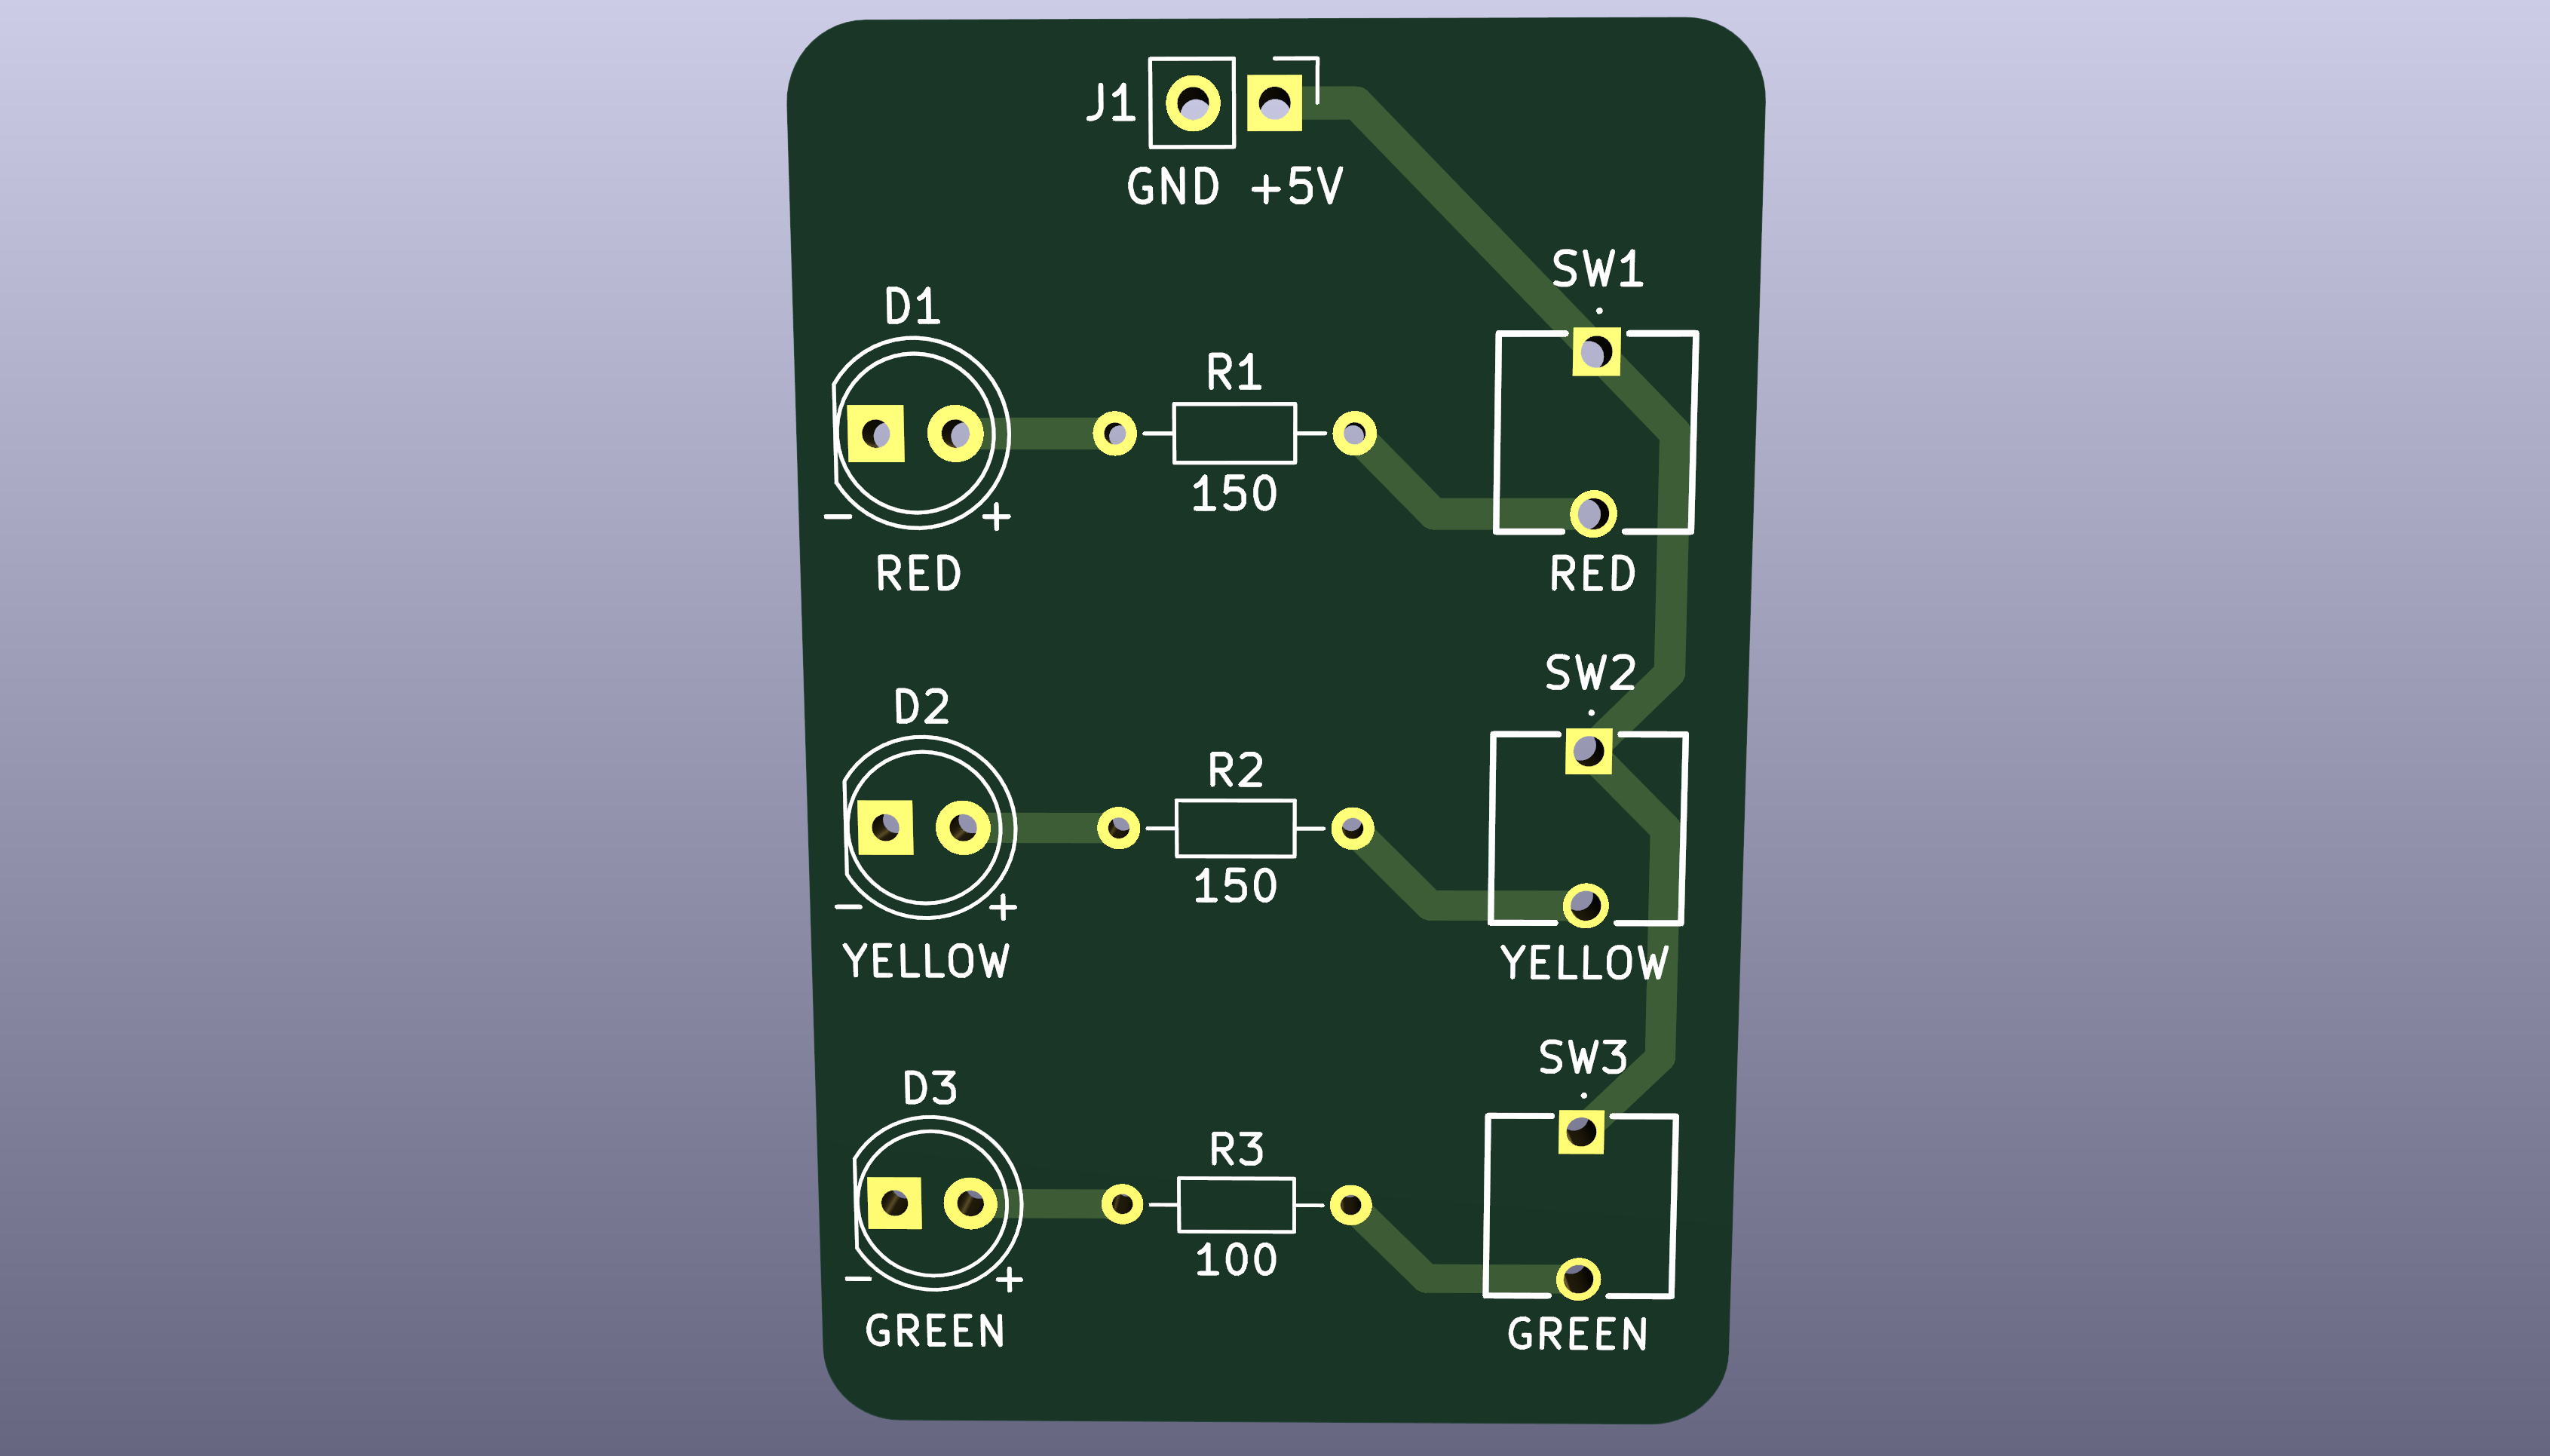 J1
GND +5V
SW1
D1
R1
150
- +
RED
RED
SW2
D2
R2
150
- +
YELLOW
YELLOW
SW3
D3
R3
100
- +
GREEN
GREEN